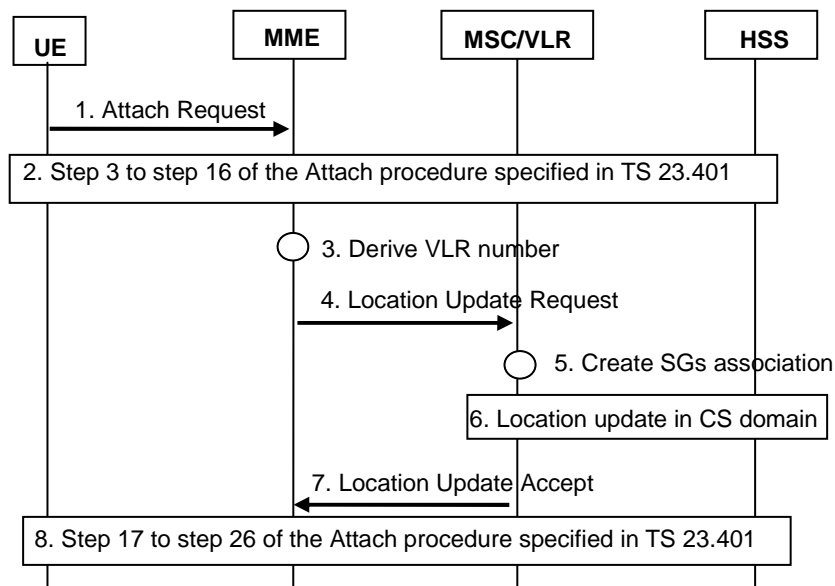 UE
MME
MSC/VLR
HSS
1. Attach Request
2. Step 3 to step 16 of the Attach procedure specified in TS 23.401
3. Derive VLR number
4. Location Update Request
5. Create SGs association
6. Location update in CS domain
7. Location Update Accept
8. Step 17 to step 26 of the Attach procedure specified in TS 23.401